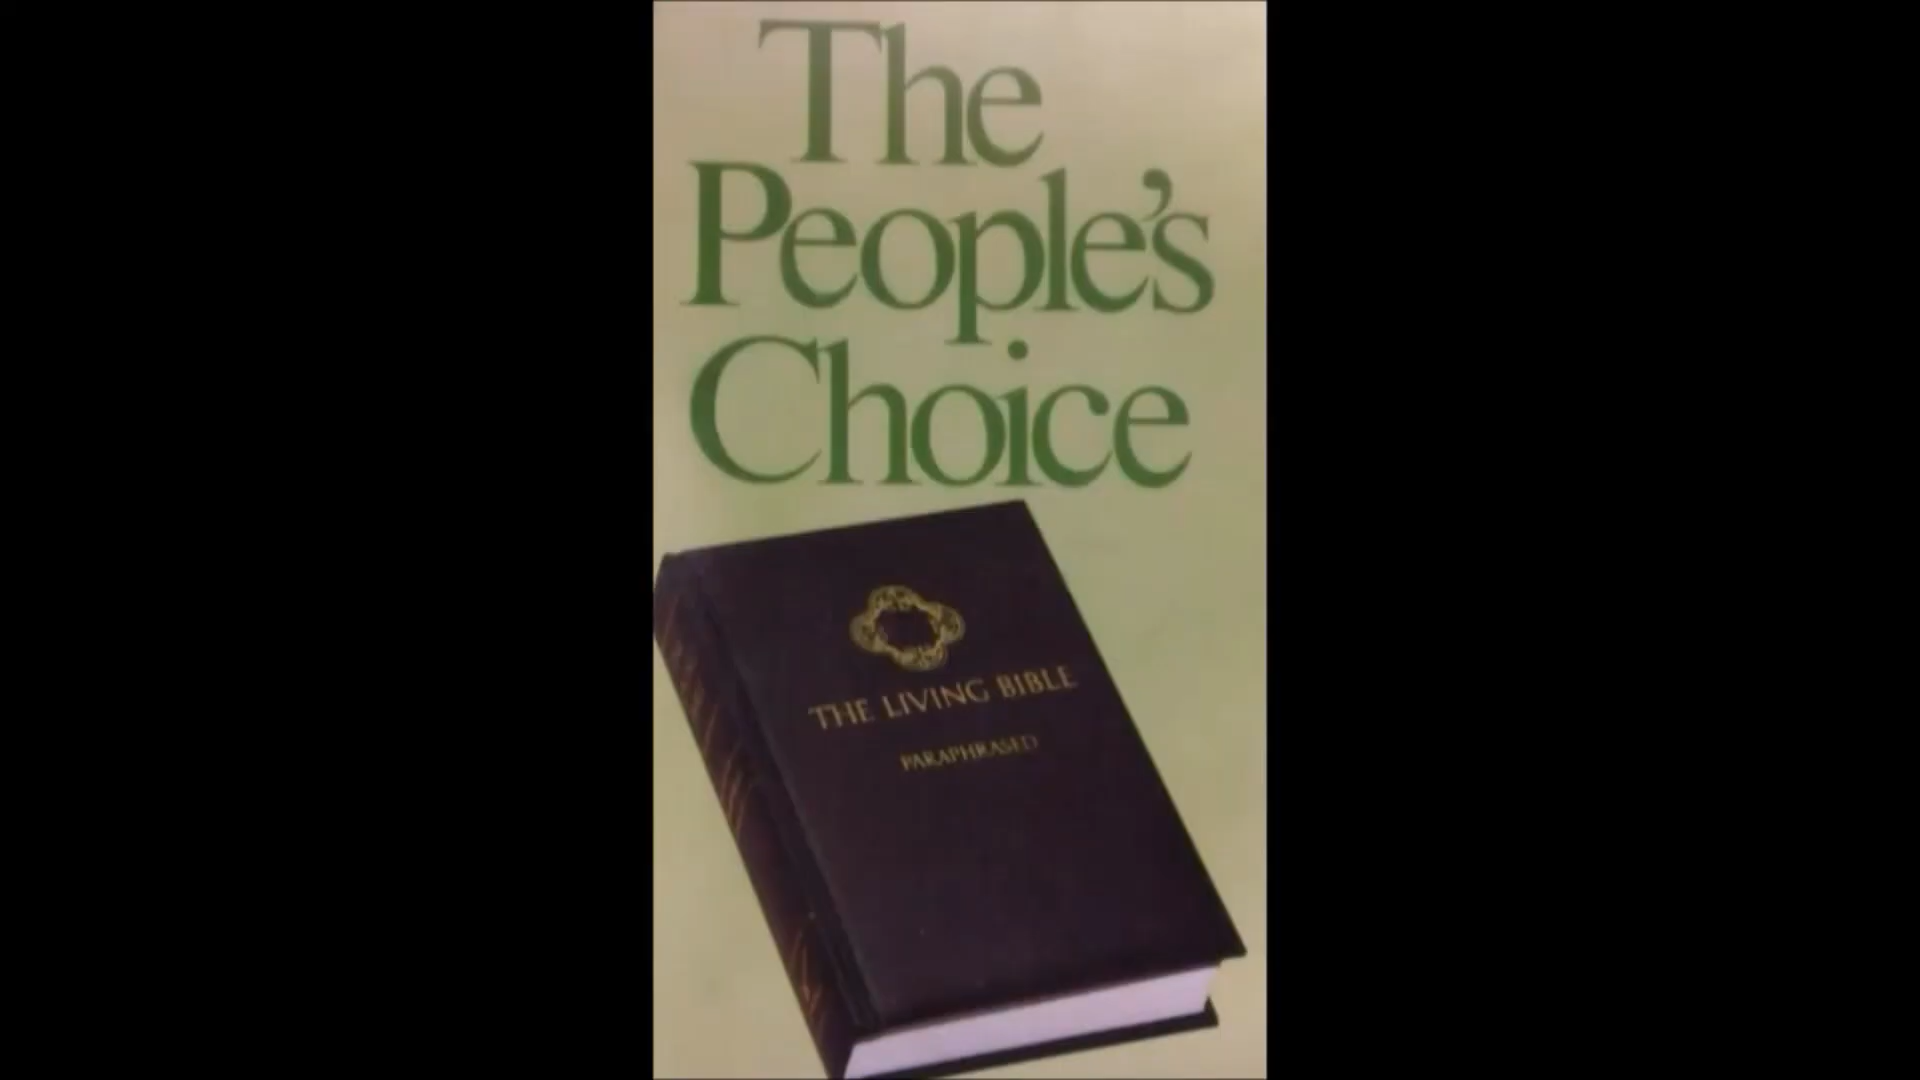 The
People's
Choice
THE LIVING BIBLE
PARAPHRASED